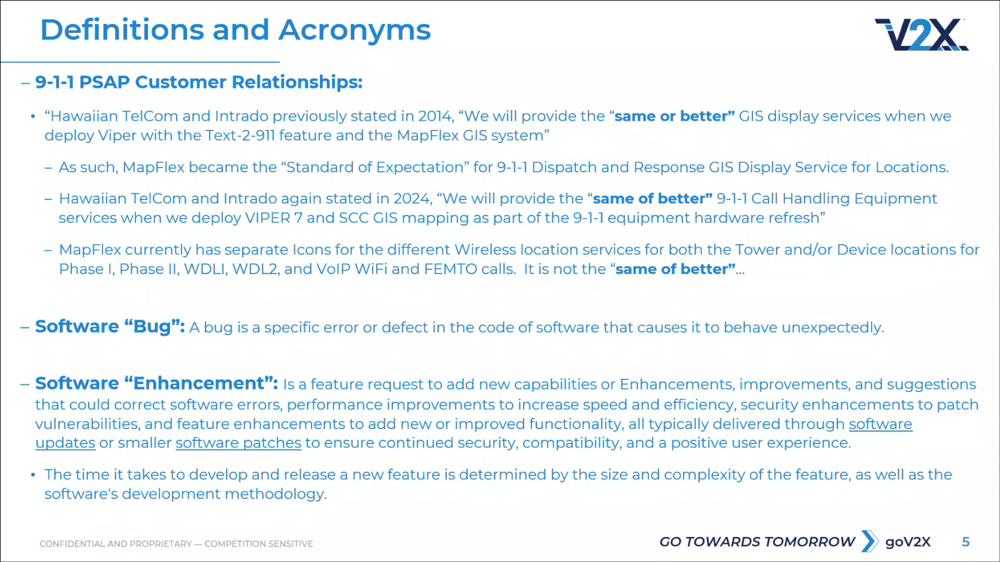 Definitions and Acronyms
V2X
– 9-1-1 PSAP Customer Relationships:
• “Hawaiian TelCom and Intrado previously stated in 2014, “We will provide the “same or better” GIS display services when we
deploy Viper with the Text-2-911 feature and the MapFlex GIS system”
– As such, MapFlex became the “Standard of Expectation” for 9-1-1 Dispatch and Response GIS Display Service for Locations.
– Hawaiian TelCom and Intrado again stated in 2024, “We will provide the “same of better” 9-1-1 Call Handling Equipment
services when we deploy VIPER 7 and SCC GIS mapping as part of the 9-1-1 equipment hardware refresh”
– MapFlex currently has separate Icons for the different Wireless location services for both the Tower and/or Device locations for
Phase I, Phase II, WDLI, WDL2, and VoIP WiFi and FEMTO calls.  It is not the “same of better”…
– Software “Bug”: A bug is a specific error or defect in the code of software that causes it to behave unexpectedly.
– Software “Enhancement”: Is a feature request to add new capabilities or Enhancements, improvements, and suggestions
that could correct software errors, performance improvements to increase speed and efficiency, security enhancements to patch
vulnerabilities, and feature enhancements to add new or improved functionality, all typically delivered through software
updates or smaller software patches to ensure continued security, compatibility, and a positive user experience.
• The time it takes to develop and release a new feature is determined by the size and complexity of the feature, as well as the
software's development methodology.
CONFIDENTIAL AND PROPRIETARY — COMPETITION SENSITIVE
GO TOWARDS TOMORROW goV2X 5